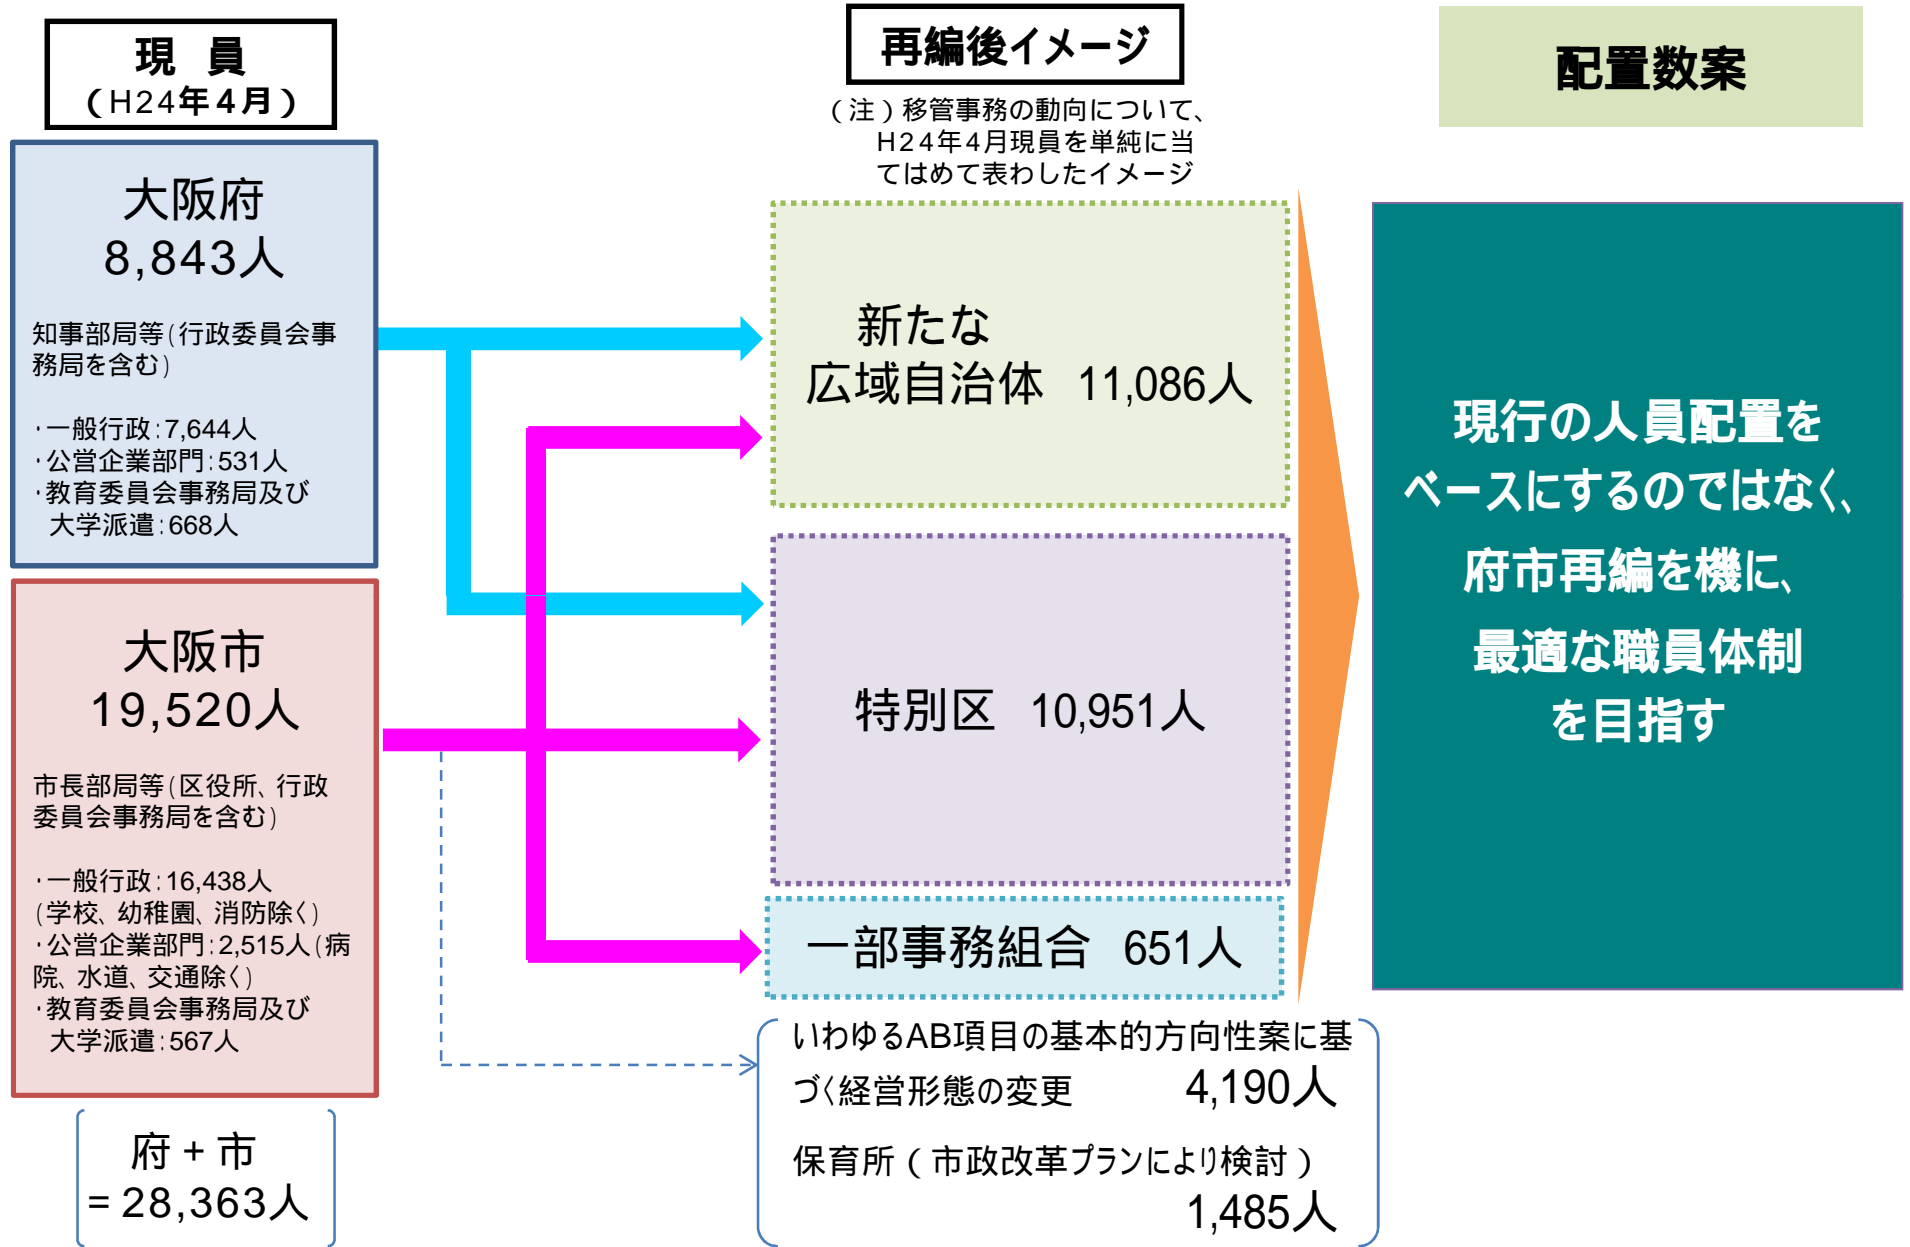 現 員
(H24年4月)
大阪府
8,843人
知事部局等(行政委員会事
務局を含む)
・一般行政:7,644人
・公営企業部門:531人
・教育委員会事務局及び
大学派遣:668人
大阪市
19,520人
市長部局等(区役所、行政
委員会事務局を含む)
・一般行政:16,438人
(学校、幼稚園、消防除く)
・公営企業部門:2,515人(病
院、水道、交通除く)
・教育委員会事務局及び
大学派遣:567人
府+市
=28,363人
再編後イメージ
(注)移管事務の動向について、
H24年4月現員を単純に当
てはめて表わしたイメージ
新たな
広域自治体 11,086人
特別区 10,951人
一部事務組合 651人
いわゆるAB項目の基本的方向性案に基
づく経営形態の変更 4,190人
保育所(市政改革プランにより検討)
1,485人
配置数案
現行の人員配置を
ベースにするのではなく、
府市再編を機に、
最適な職員体制
を目指す